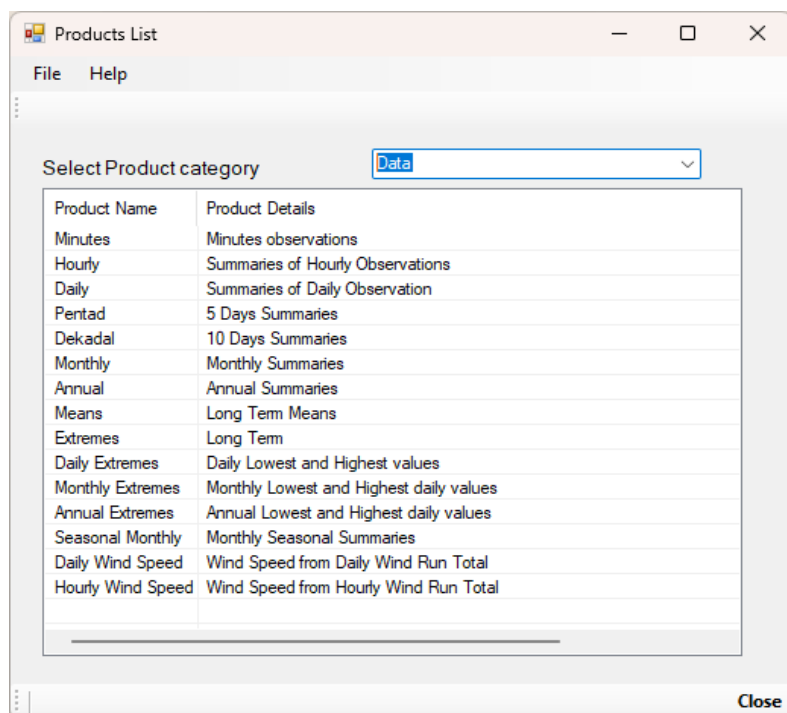 Products List
File Help
Select Product category Data
Product Name Product Details
Minutes Minutes observations
Hourly Summaries of Hourly Observations
Daily Summaries of Daily Observation
Pentad 5 Days Summaries
Dekadal 10 Days Summaries
Monthly Monthly Summaries
Annual Annual Summaries
Means Long Term Means
Extremes Long Term
Daily Extremes Daily Lowest and Highest values
Monthly Extremes Monthly Lowest and Highest daily values
Annual Extremes Annual Lowest and Highest daily values
Seasonal Monthly Monthly Seasonal Summaries
Daily Wind Speed Wind Speed from Daily Wind Run Total
Hourly Wind Speed Wind Speed from Hourly Wind Run Total
Close